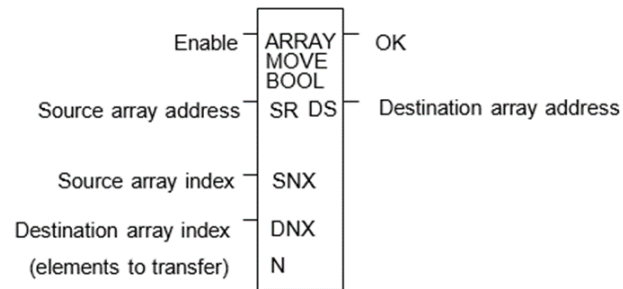 Enable ARRAY OK
MOVE
BOOL
Source array address SR DS Destination array address
Source array index SNX
Destination array index DNX
(elements to transfer) N